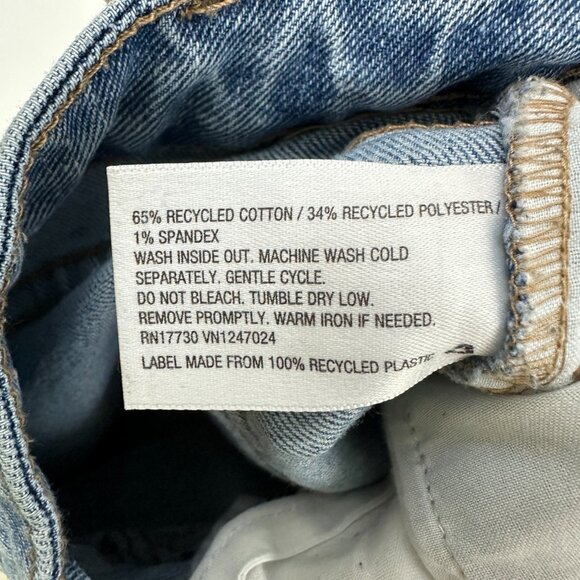 65% RECYCLED COTTON / 34% RECYCLED POLYESTER /
1% SPANDEX
WASH INSIDE OUT. MACHINE WASH COLD
SEPARATELY. GENTLE CYCLE.
DO NOT BLEACH. TUMBLE DRY LOW.
REMOVE PROMPTLY. WARM IRON IF NEEDED.
RN17730 VN1247024
LABEL MADE FROM 100% RECYCLED PLASTIC